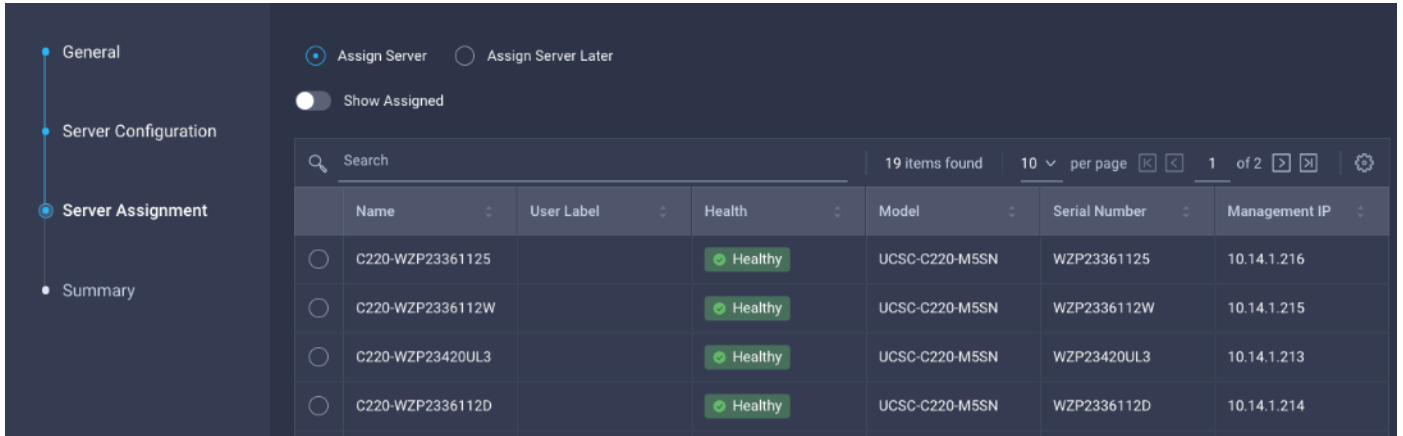 General
Server Configuration
Server Assignment
Summary
Assign Server Assign Server Later
Show Assigned
Search 19 items found 10 per page 1 of 2
Name User Label Health Model Serial Number Management IP
C220-WZP23361125 Healthy UCSC-C220-M5SN WZP23361125 10.14.1.216
C220-WZP2336112W Healthy UCSC-C220-M5SN WZP2336112W 10.14.1.215
C220-WZP23420UL3 Healthy UCSC-C220-M5SN WZP23420UL3 10.14.1.213
C220-WZP2336112D Healthy UCSC-C220-M5SN WZP2336112D 10.14.1.214